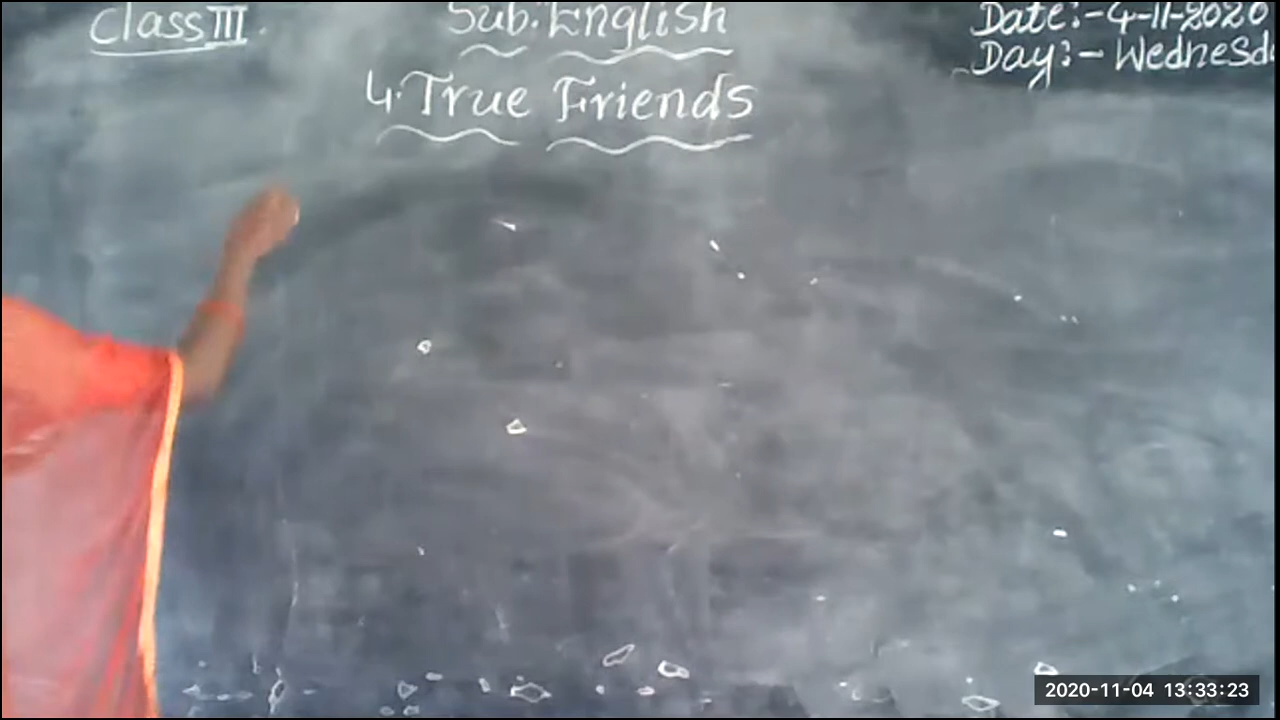 Class III.
Sub:English
Date:-4-11-2020
Day:- Wednesd
4.True Friends
2020-11-04 13:33:23